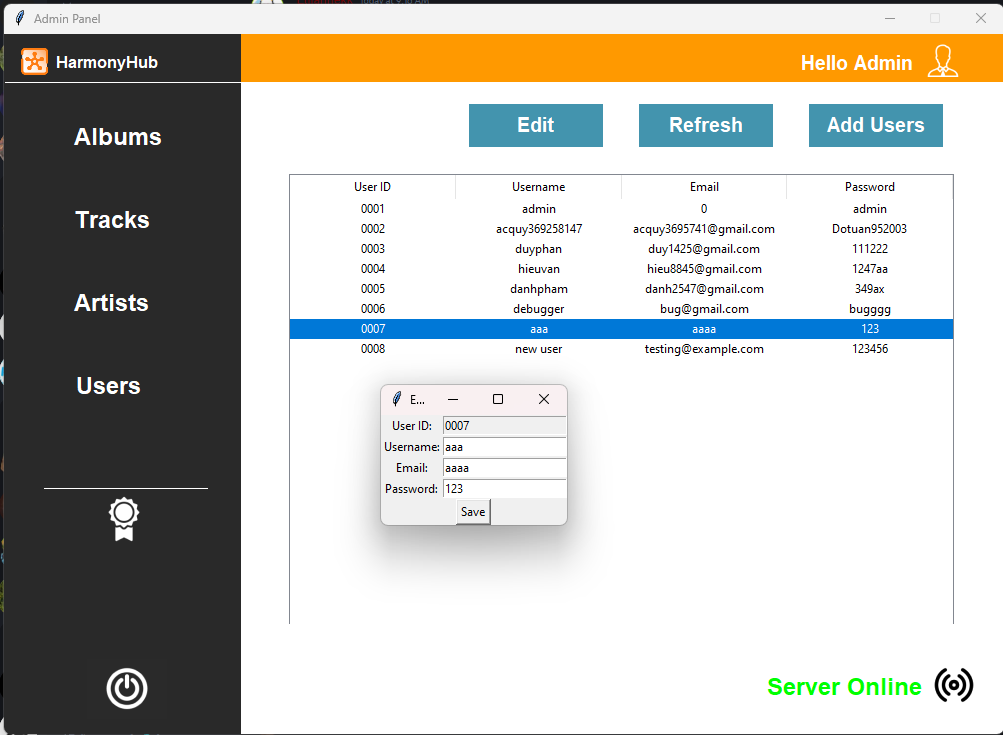 Admin Panel
HarmonyHub
Hello Admin
Albums
Tracks
Artists
Users
Edit Refresh Add Users
User ID Username Email Password
0001 admin 0 admin
0002 acquy369258147 acquy3695741@gmail.com Dotuan952003
0003 duyphan duy1425@gmail.com 111222
0004 hieuvan hieu8845@gmail.com 1247aa
0005 danhpham danh2547@gmail.com 349ax
0006 debugger bug@gmail.com bugggg
0007 aaa aaaa 123
0008 new user testing@example.com 123456
E...
User ID: 0007
Username: aaa
Email: aaaa
Password: 123
Save
Server Online